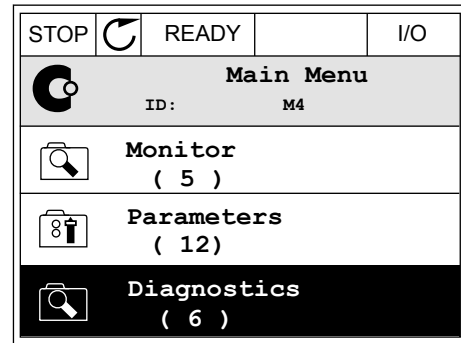 STOP READY I/O
Main Menu
ID: M4
Monitor
( 5 )
Parameters
( 12)
Diagnostics
( 6 )